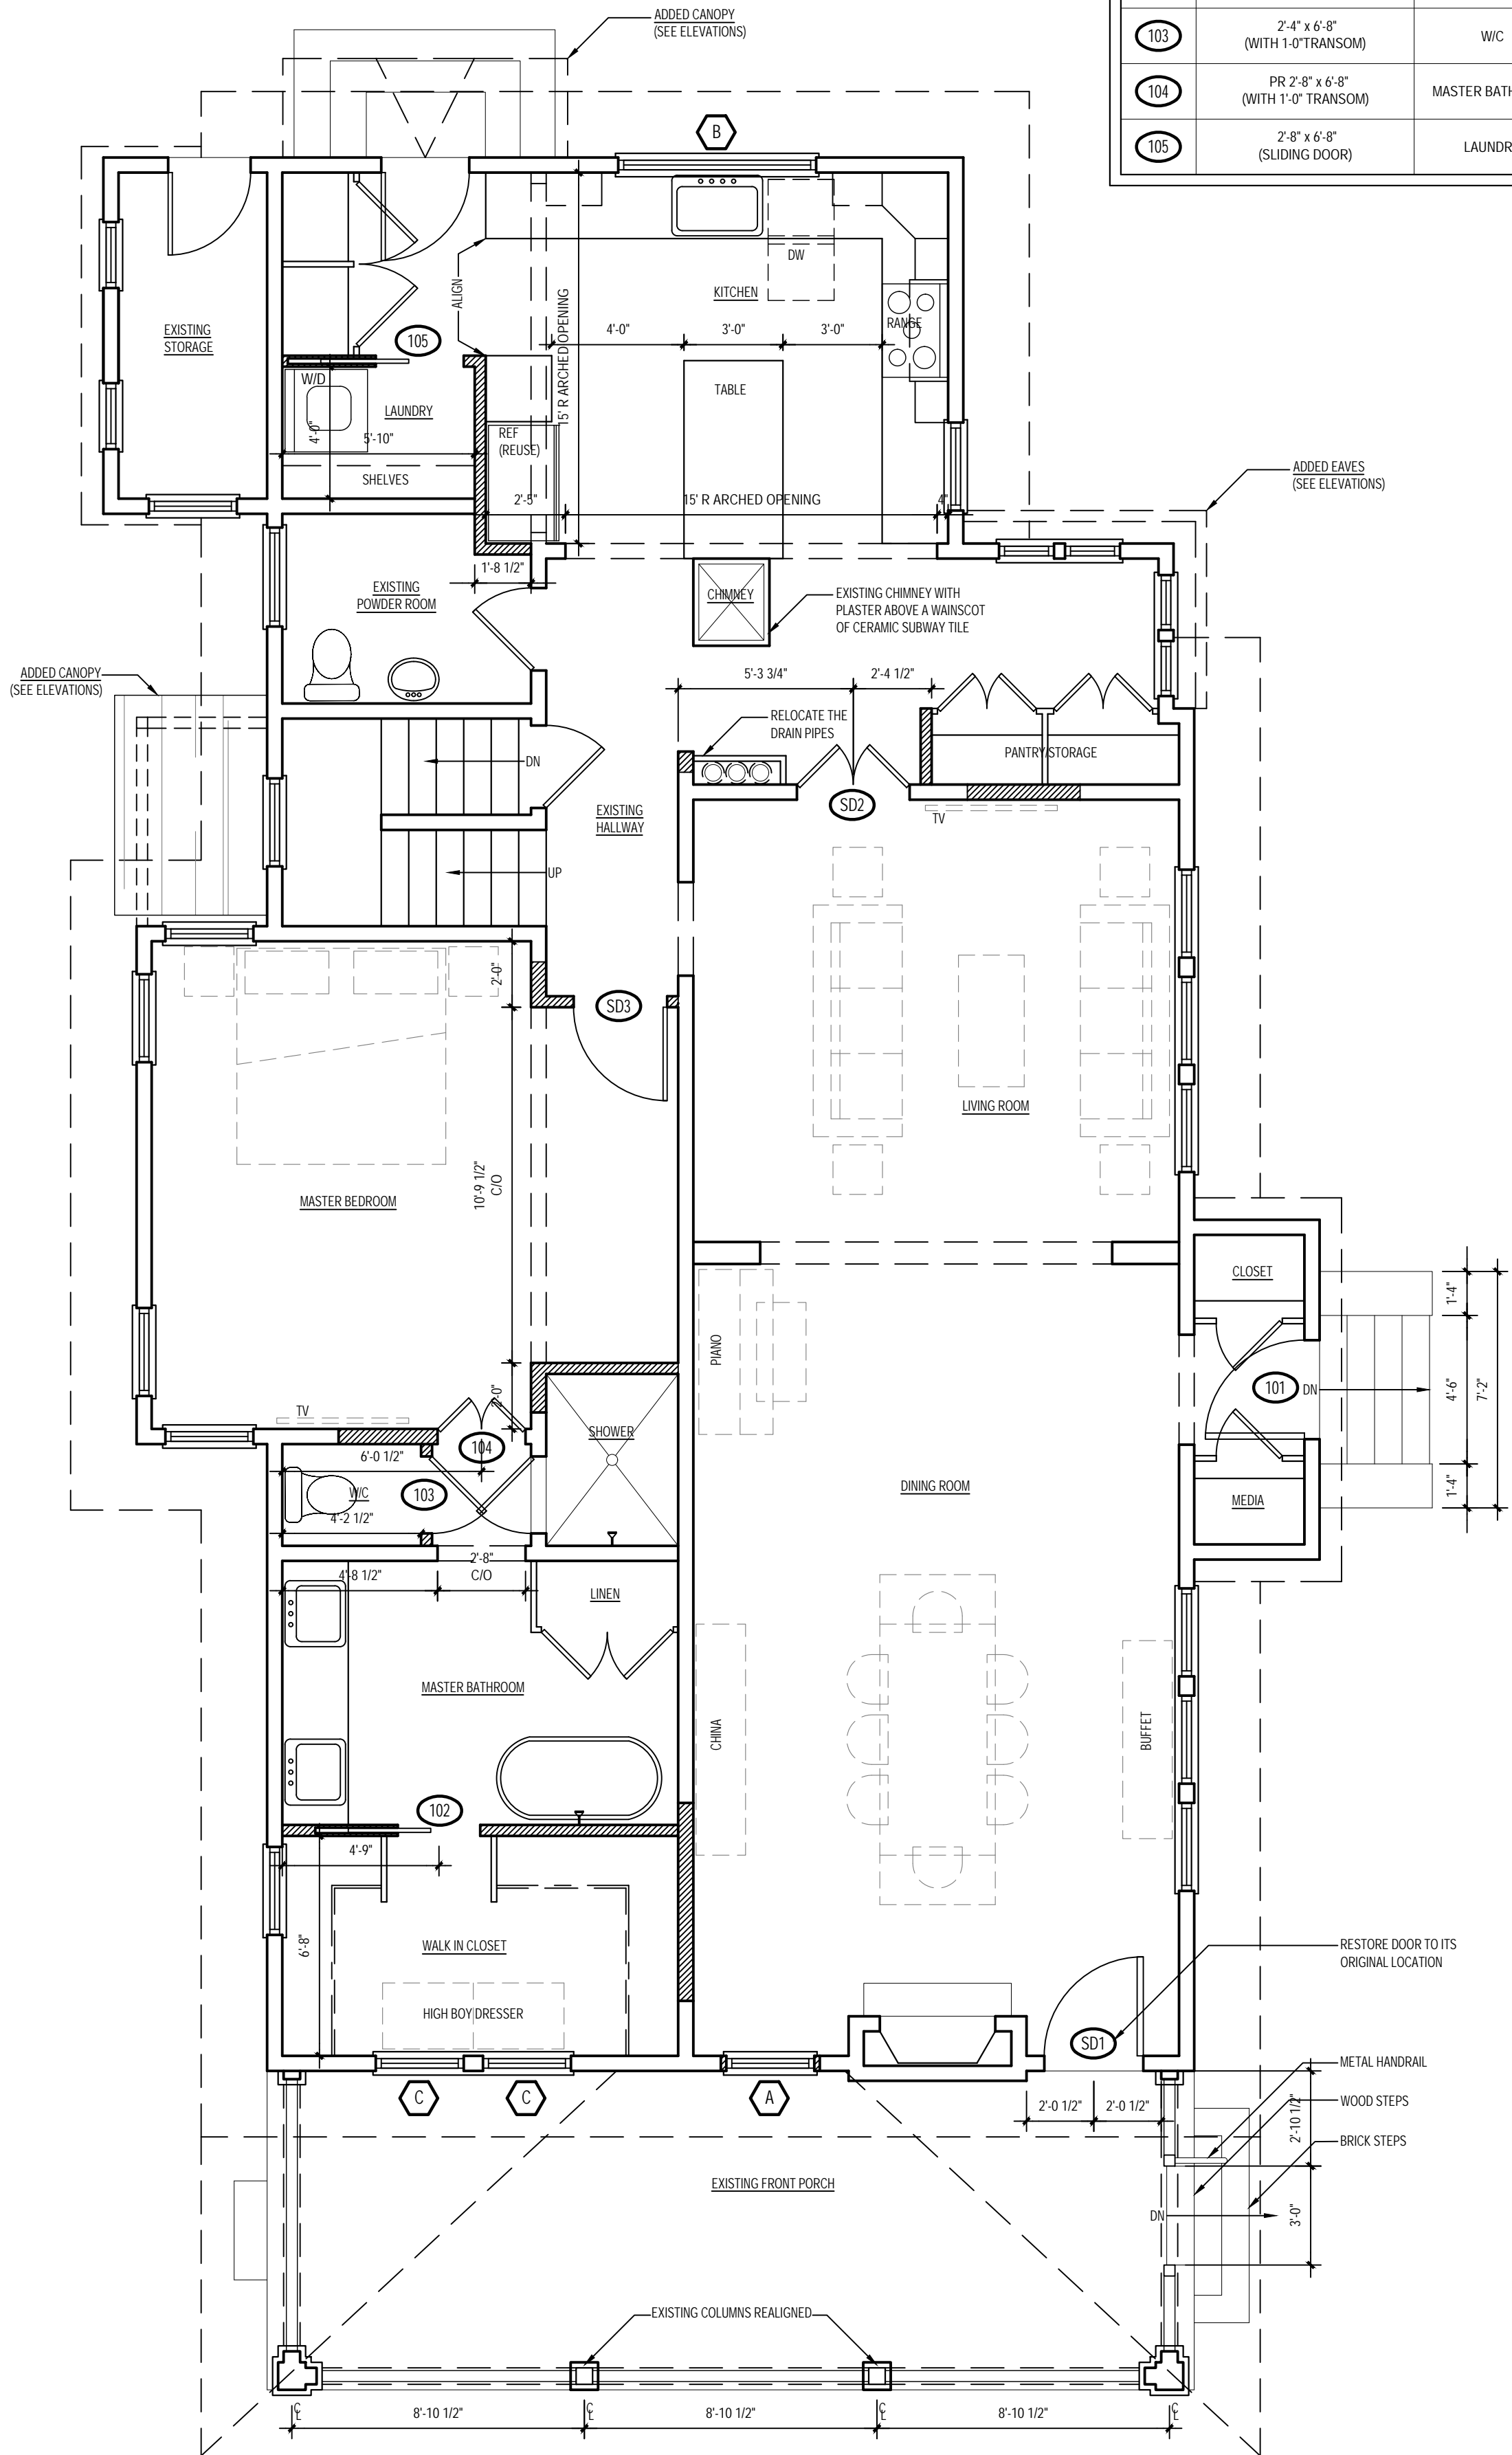 ADDED CANOPY
(SEE ELEVATIONS)
103
2'-4" x 6'-8"
(WITH 1-0"TRANSOM)
W/C
104
PR 2'-8" x 6'-8"
(WITH 1'-0" TRANSOM)
MASTER BATH
105
2'-8" x 6'-8"
(SLIDING DOOR)
LAUNDR
B
EXISTING
STORAGE
ALIGN
105
15' R ARCHED OPENING
KITCHEN
DW
4'-0"
3'-0"
3'-0"
RANGE
TABLE
W/D
LAUNDRY
4'-0"
5'-10"
SHELVES
REF
(REUSE)
2'-5"
15' R ARCHED OPENING
4"
ADDED EAVES
(SEE ELEVATIONS)
1'-8 1/2"
EXISTING
POWDER ROOM
CHIMNEY
EXISTING CHIMNEY WITH
PLASTER ABOVE A WAINSCOT
OF CERAMIC SUBWAY TILE
ADDED CANOPY
(SEE ELEVATIONS)
5'-3 3/4"
2'-4 1/2"
RELOCATE THE
DRAIN PIPES
PANTRY/STORAGE
DN
EXISTING
HALLWAY
SD2
TV
UP
2'-0"
SD3
LIVING ROOM
10'-9 1/2"
C/O
MASTER BEDROOM
CLOSET
1'-4"
PIANO
101
DN
4'-6"
7'-2"
TV
2'-0"
SHOWER
104
6'-0 1/2"
W/C
103
4'-2 1/2"
DINING ROOM
MEDIA
1'-4"
2'-8"
C/O
4'-8 1/2"
LINEN
MASTER BATHROOM
CHINA
BUFFET
102
4'-9"
6'-8"
WALK IN CLOSET
HIGH BOY DRESSER
RESTORE DOOR TO ITS
ORIGINAL LOCATION
SD1
C
C
A
2'-0 1/2"
2'-0 1/2"
2'-10 1/2"
METAL HANDRAIL
WOOD STEPS
BRICK STEPS
EXISTING FRONT PORCH
DN
3'-0"
EXISTING COLUMNS REALIGNED
CL
8'-10 1/2"
CL
8'-10 1/2"
CL
8'-10 1/2"
CL